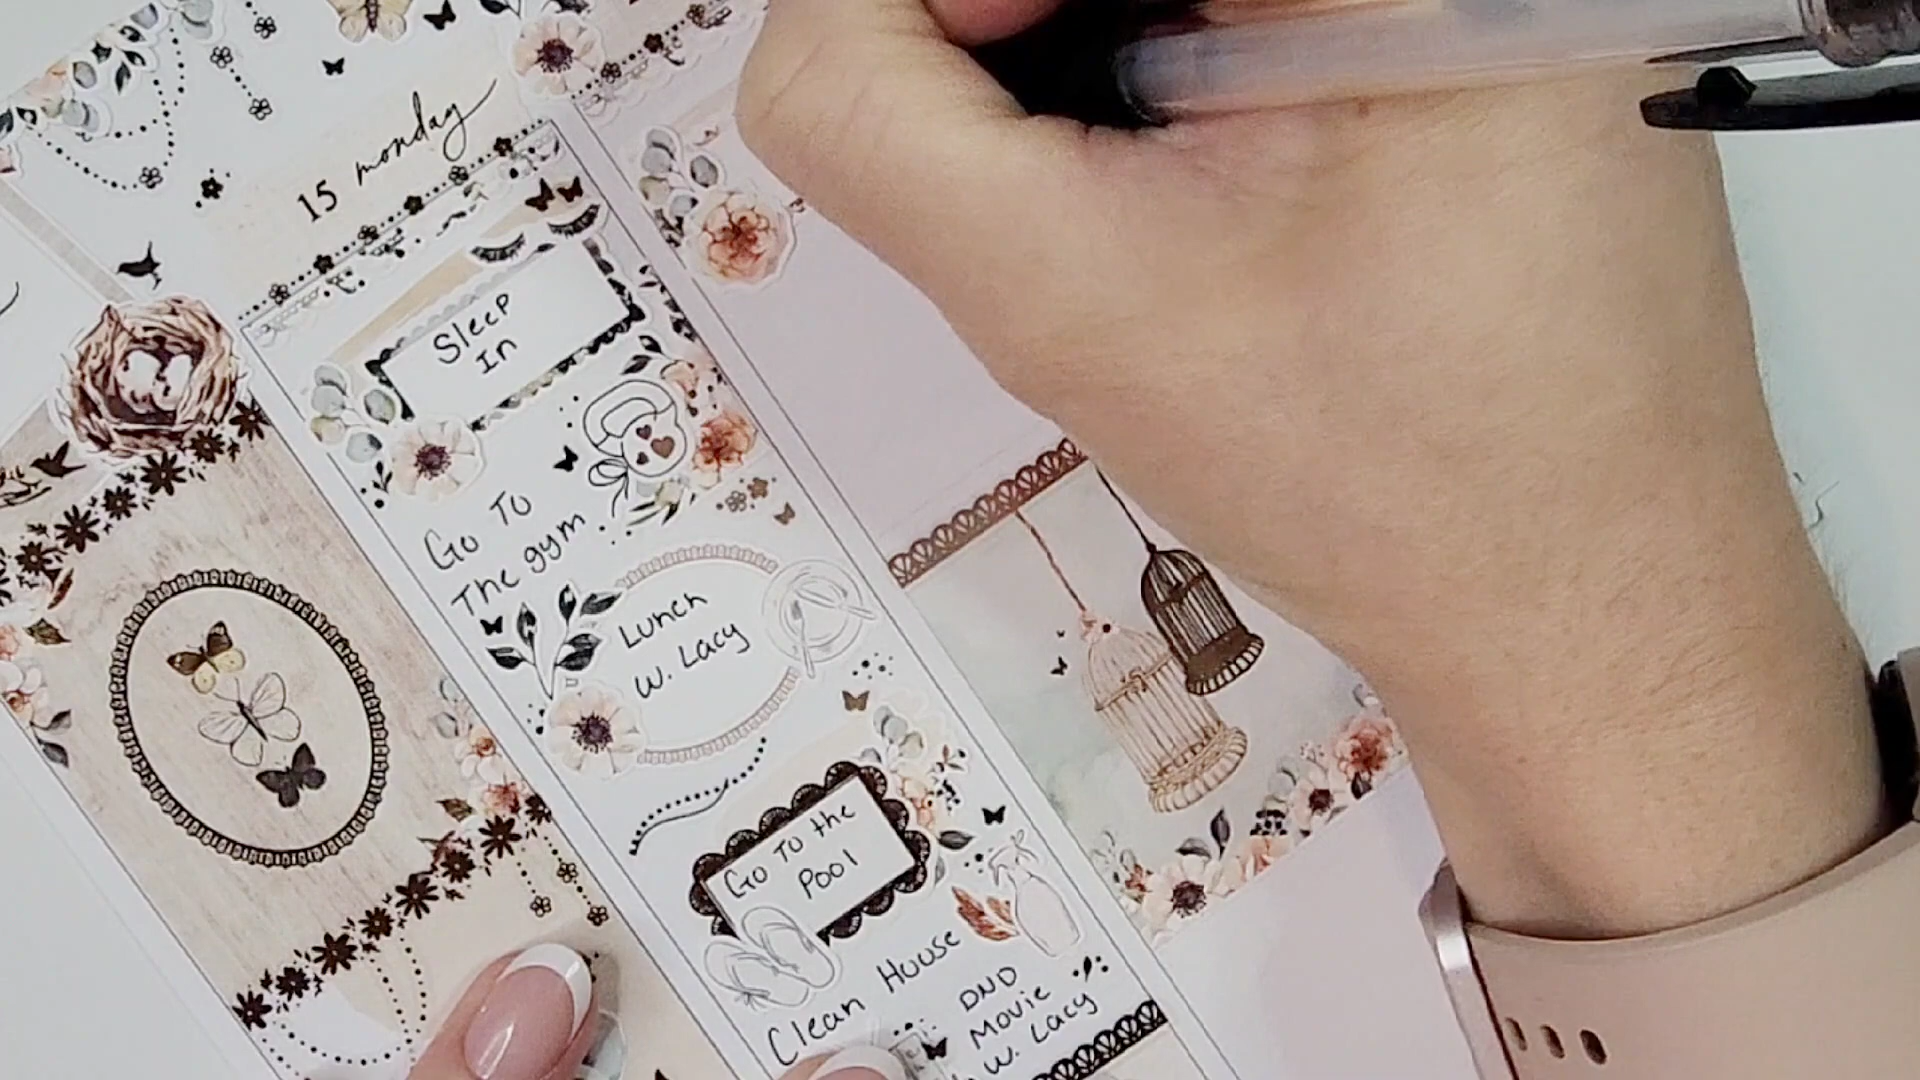 15 monday
Sleep
In
Go To
The gym
Lunch
w. Lacy
Go To the
Pool
Clean House
DND
Movie
w. Lacy